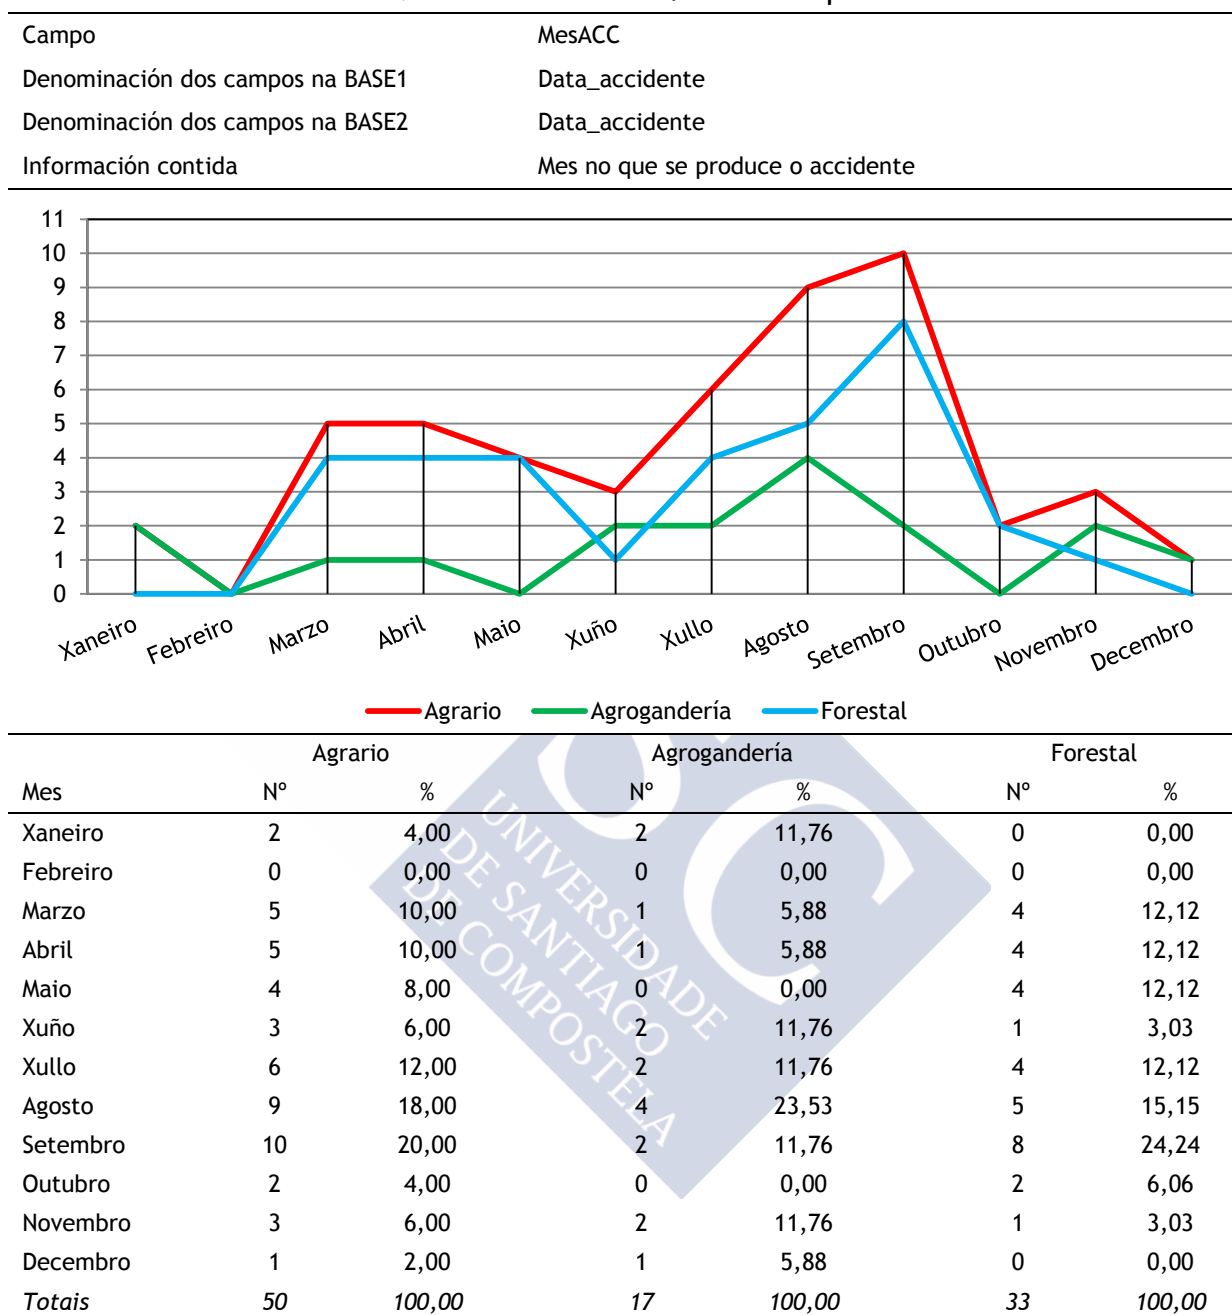 Campo MesACC
Denominación dos campos na BASE1 Data_accidente
Denominación dos campos na BASE2 Data_accidente
Información contida Mes no que se produce o accidente
11
10
9
8
7
6
5
4
3
2
1
0
Xaneiro Febreiro Marzo Abril Maio Xuño Xullo Agosto Setembro Outubro Novembro Decembro
Agrario Agrogandería Forestal
Agrario Agrogandería Forestal
Mes Nº % Nº % Nº %
Xaneiro 2 4,00 2 11,76 0 0,00
Febreiro 0 0,00 0 0,00 0 0,00
Marzo 5 10,00 1 5,88 4 12,12
Abril 5 10,00 1 5,88 4 12,12
Maio 4 8,00 0 0,00 4 12,12
Xuño 3 6,00 2 11,76 1 3,03
Xullo 6 12,00 2 11,76 4 12,12
Agosto 9 18,00 4 23,53 5 15,15
Setembro 10 20,00 2 11,76 8 24,24
Outubro 2 4,00 0 0,00 2 6,06
Novembro 3 6,00 2 11,76 1 3,03
Decembro 1 2,00 1 5,88 0 0,00
Totais 50 100,00 17 100,00 33 100,00
UNIVERSIDADE
DE SANTIAGO
DE COMPOSTELA